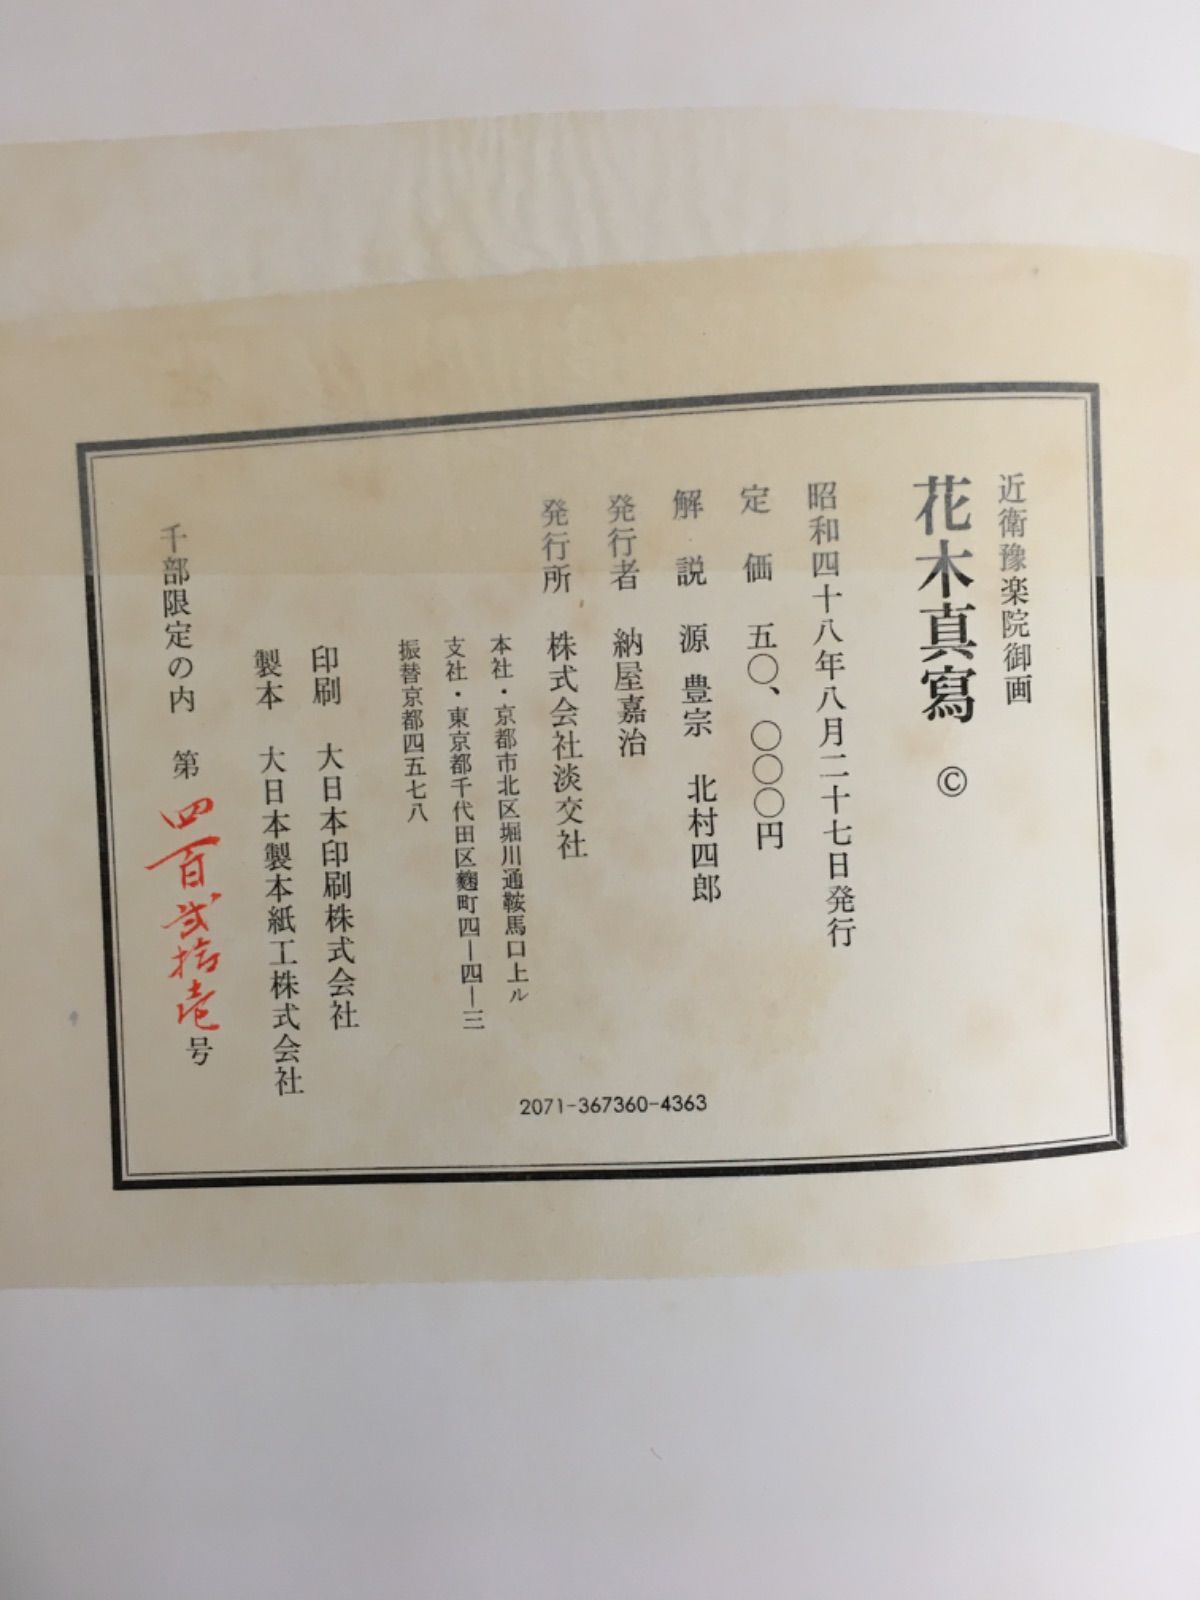 近衛豫楽院御画
花木真寫 ©
昭和四十八年八月二十七日発行
定価 五〇、〇〇〇円
解説 源豊宗 北村四郎
発行者 納屋嘉治
発行所 株式会社淡交社
本社・京都市北区堀川通鞍馬口上ル
支社・東京都千代田区麹町四―四―三
振替京都四五七八
印刷 大日本印刷株式会社
製本 大日本製本紙工株式会社
千部限定の内 第四百弐拾壱号
2071-367360-4363